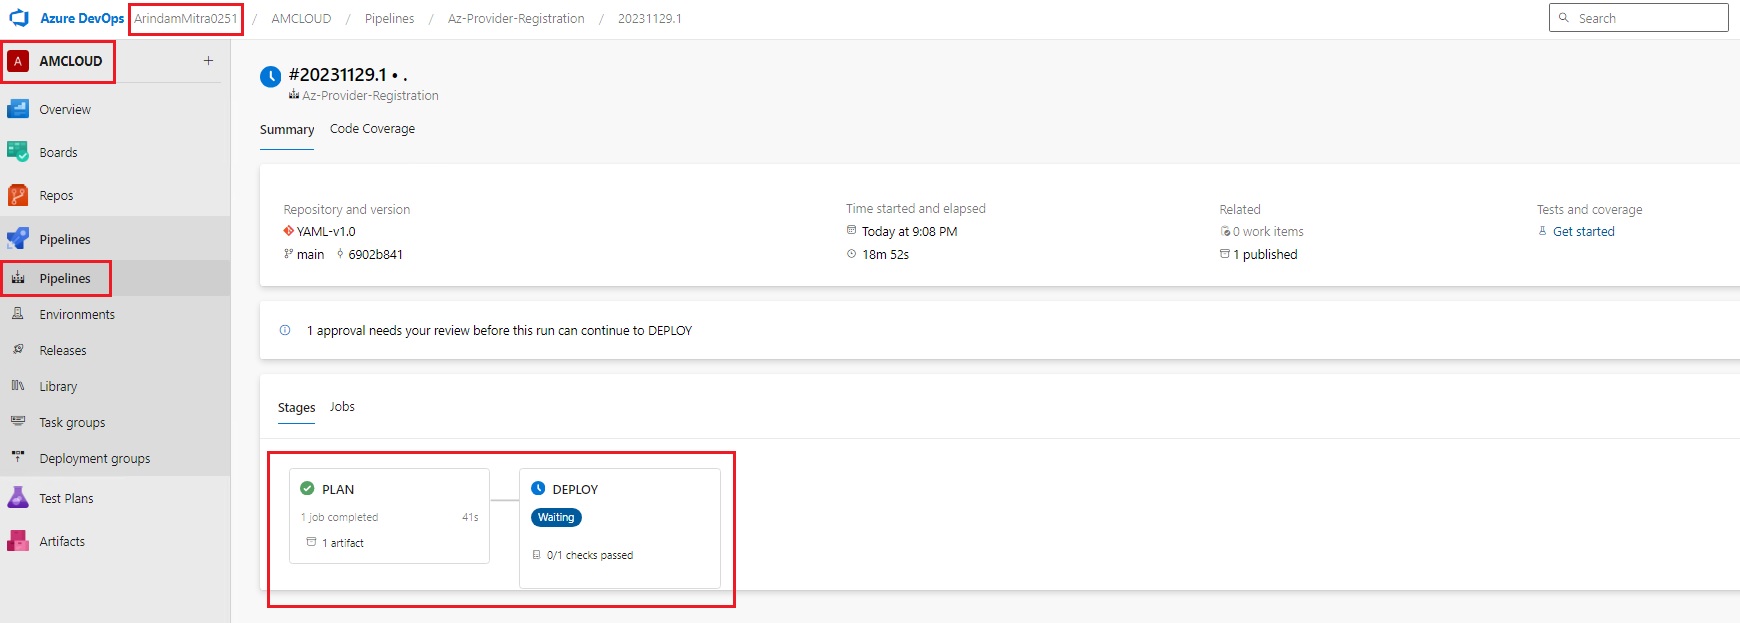 Azure DevOps ArindamMitra0251 / AMCLOUD / Pipelines / Az-Provider-Registration / 20231129.1
Search
A AMCLOUD +
Overview
Boards
Repos
Pipelines
Pipelines
Environments
Releases
Library
Task groups
Deployment groups
Test Plans
Artifacts
#20231129.1 • .
Az-Provider-Registration
Summary Code Coverage
Repository and version
YAML-v1.0
main 6902b841
Time started and elapsed
Today at 9:08 PM
18m 52s
Related
0 work items
1 published
Tests and coverage
Get started
1 approval needs your review before this run can continue to DEPLOY
Stages Jobs
PLAN
1 job completed 41s
1 artifact
DEPLOY
Waiting
0/1 checks passed